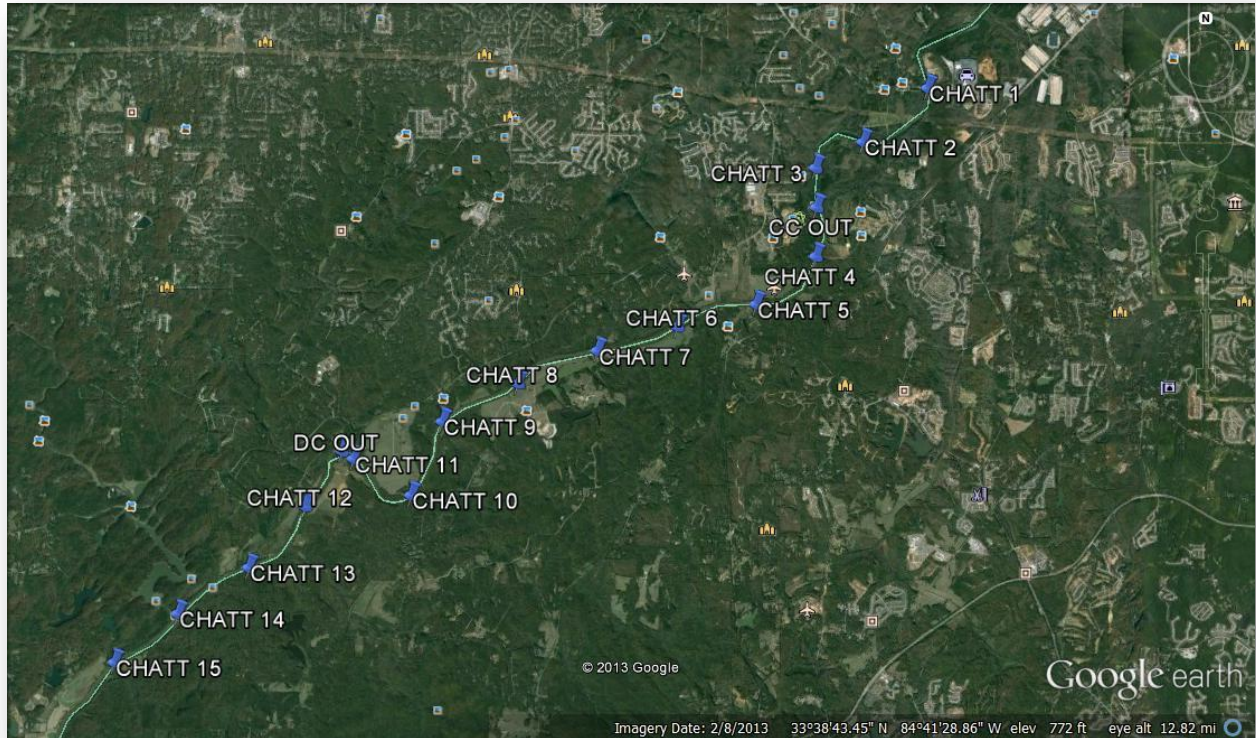 N
CHATT 1
CHATT 2
CHATT 3
CC OUT
CHATT 4
CHATT 5
CHATT 6
CHATT 7
CHATT 8
CHATT 9
DC OUT
CHATT 11
CHATT 10
CHATT 12
CHATT 13
CHATT 14
CHATT 15
© 2013 Google
Google earth
Imagery Date: 2/8/2013 33°38'43.45" N 84°41'28.86" W elev 772 ft eye alt 12.82 mi